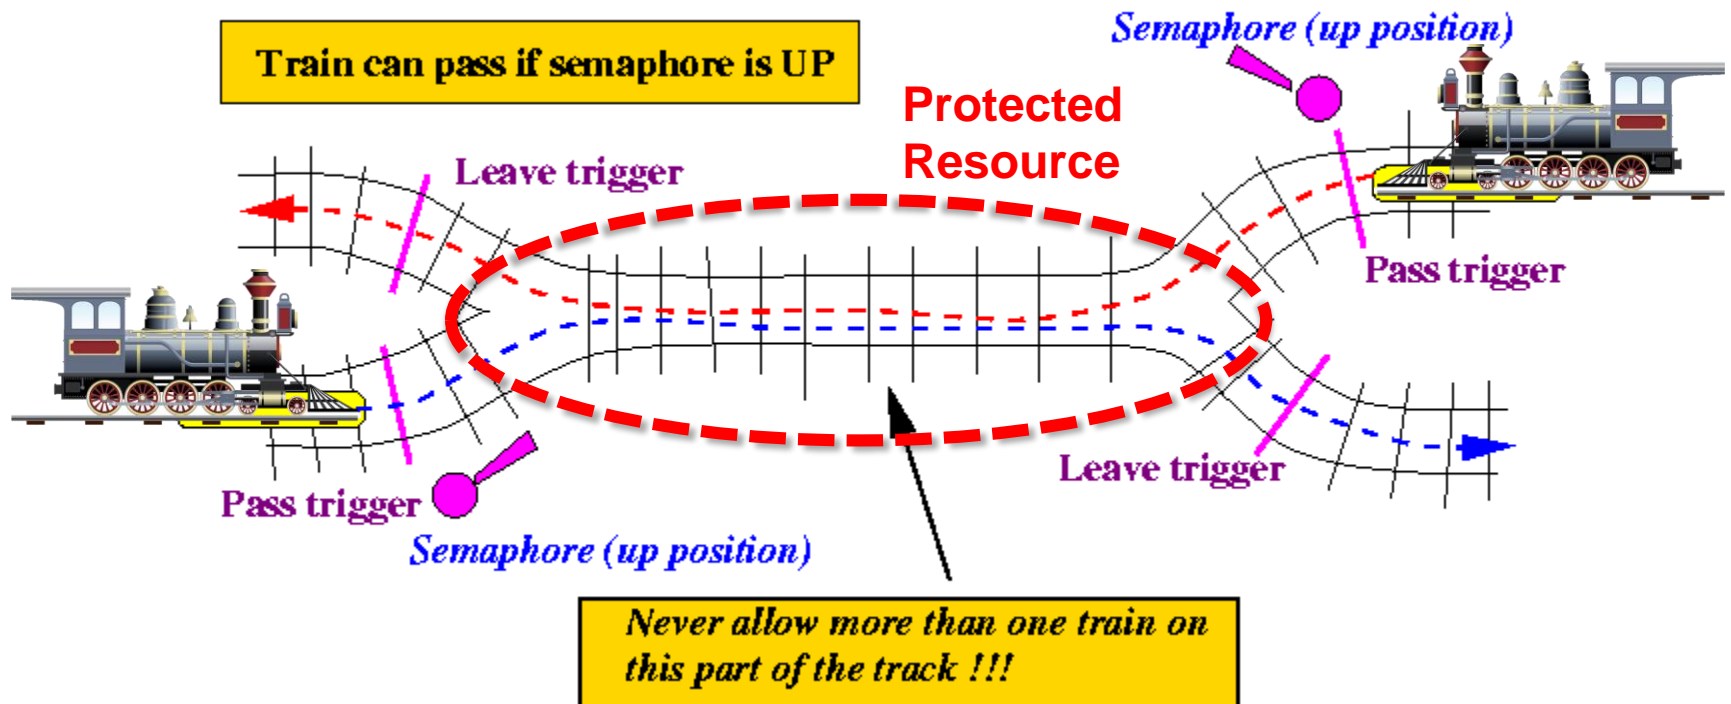 Semaphore (up position)
Train can pass if semaphore is UP
Protected
Resource
Leave trigger
Pass trigger
Leave trigger
Pass trigger
Semaphore (up position)
Never allow more than one train on
this part of the track !!!